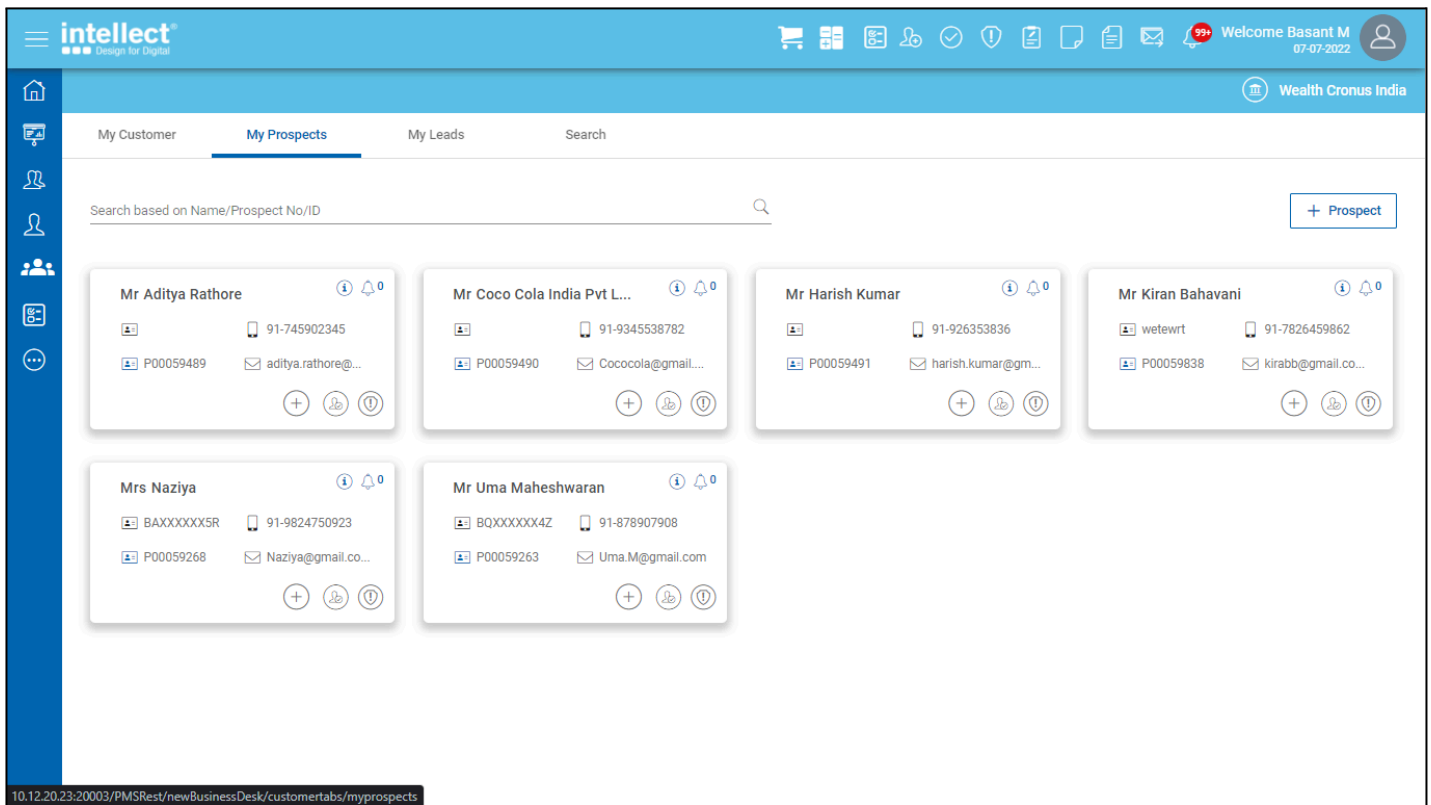 intellect®
Design for Digital
99+
Welcome Basant M
07-07-2022
Wealth Cronus India
My Customer My Prospects My Leads Search
Search based on Name/Prospect No/ID
+ Prospect
Mr Aditya Rathore 0
91-745902345
P00059489 aditya.rathore@...
Mr Coco Cola India Pvt L... 0
91-9345538782
P00059490 Cococola@gmail....
Mr Harish Kumar 0
91-926353836
P00059491 harish.kumar@gm...
Mr Kiran Bahavani 0
wetewrt 91-7826459862
P00059838 kirabb@gmail.co...
Mrs Naziya 0
BAXXXXXX5R 91-9824750923
P00059268 Naziya@gmail.co...
Mr Uma Maheshwaran 0
BQXXXXXX4Z 91-878907908
P00059263 Uma.M@gmail.com
10.12.20.23:20003/PMSRest/newBusinessDesk/customertabs/myprospects